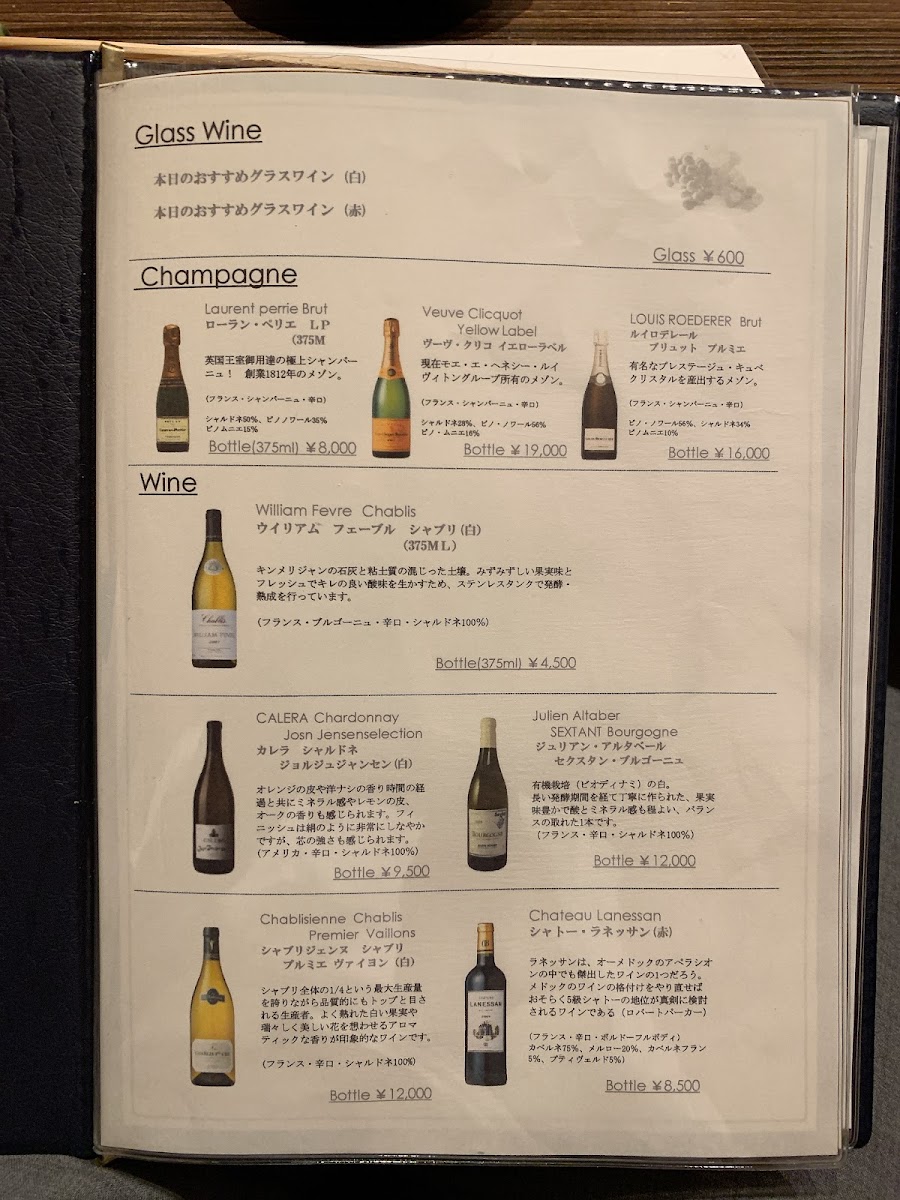 Glass Wine
本日のおすすめグラスワイン (白)
本日のおすすめグラスワイン (赤)
Glass ¥600
Champagne
Laurent perrie Brut
ローラン・ペリエ LP
(375M
英国王室御用達の極上シャンパー
ニュ! 創業1812年のメゾン。
(フランス・シャンパーニュ・辛口)
シャルドネ50%、ピノノワール35%
ピノムニエ15%
Bottle(375ml) ¥8,000
Veuve Clicquot
Yellow Label
ヴーヴ・クリコ イエローラベル
現在モエ・エ・ヘネシー・ルイ
ヴィトングループ所有のメゾン。
(フランス・シャンパーニュ・辛口)
シャルドネ28%、ピノ・ノワール56%
ピノ・ムニエ16%
Bottle ¥19,000
LOUIS ROEDERER Brut
ルイロデレール
ブリュット プルミエ
有名なプレステージュ・キュベ
クリスタルを産出するメゾン。
(フランス・シャンパーニュ・辛口)
ピノ・ノワール56%、シャルドネ34%
ピノムニエ10%
Bottle ¥16,000
Wine
William Fevre Chablis
ウイリアム フェーブル シャブリ(白)
(375ML)
キンメリジャンの石灰と粘土質の混じった土壌。みずみずしい果実味と
フレッシュでキレの良い酸味を生かすため、ステンレスタンクで発酵・
熟成を行っています。
(フランス・ブルゴーニュ・辛口・シャルドネ100%)
Bottle(375ml) ¥4,500
Chablis
CALERA Chardonnay
Josn Jensenselection
カレラ シャルドネ
ジョルジュジャンセン(白)
オレンジの皮や洋ナシの香り時間の経
過と共にミネラル感やレモンの皮、
オークの香りも感じられます。フィ
ニッシュは絹のように非常にしなやか
ですが、芯の強さも感じられます。
(アメリカ・辛口・シャルドネ100%)
Bottle ¥9,500
Julien Altaber
SEXTANT Bourgogne
ジュリアン・アルタベール
セクスタン・ブルゴーニュ
有機栽培(ビオディナミ)の白。
長い発酵期間を経て丁寧に作られた、果実
味豊かで酸とミネラル感も程よい、バラン
スの取れた1本です。
(フランス・辛口・シャルドネ100%)
Bottle ¥12,000
BOURGOGNE
Chablisienne Chablis
Premier Vaillons
シャブリジェンヌ シャブリ
プルミエ ヴァイヨン (白)
シャブリ全体の1/4という最大生産量
を誇りながら品質的にもトップと目さ
れる生産者。よく熟れた白い果実や
瑞々しく美しい花を想わせるアロマ
ティックな香りが印象的なワインです。
(フランス・辛口・シャルドネ100%)
Bottle ¥12,000
Chateau Lanessan
シャトー・ラネッサン(赤)
ラネッサンは、オーメドックのアペラシオ
ンの中でも傑出したワインの1つだろう。
メドックのワインの格付けをやり直せば
おそらく5級シャトーの地位が真剣に検討
されるワインである (ロバートパーカー)
(フランス・辛口・ボルドーフルボディ)
カベルネ75%、メルロー20%、カベルネフラン
5%、プティヴェルド5%)
Bottle ¥8,500
LANESSAN